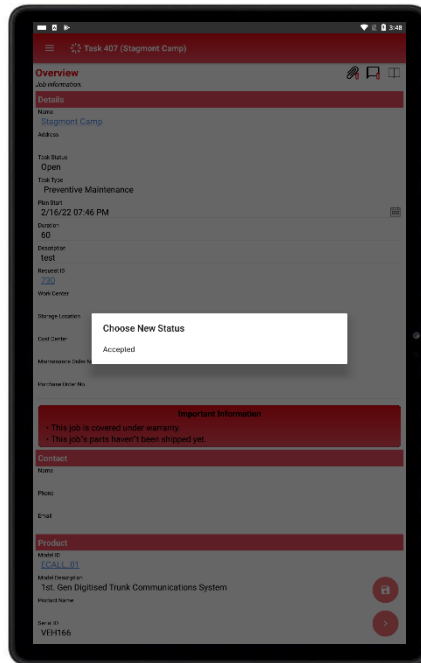 3:48
Task 407 (Stagmont Camp)
Overview
Job information.
Details
Name
Stagmont Camp
Address
Task Status
Open
Task Type
Preventive Maintenance
Plan Start
2/16/22 07:46 PM
Duration
60
Description
test
Request ID
230
Work Center
Storage Location
Choose New Status
Cost Center
Accepted
Maintenance Order
Purchase Order No
Important Information
• This job is covered under warranty.
• This job"s parts haven"t been shipped yet.
Contact
Name
Phone
Email
Product
Model ID
ECALL_01
Model Description
1st. Gen Digitised Trunk Communications System
Product Name
Serial ID
VEH166